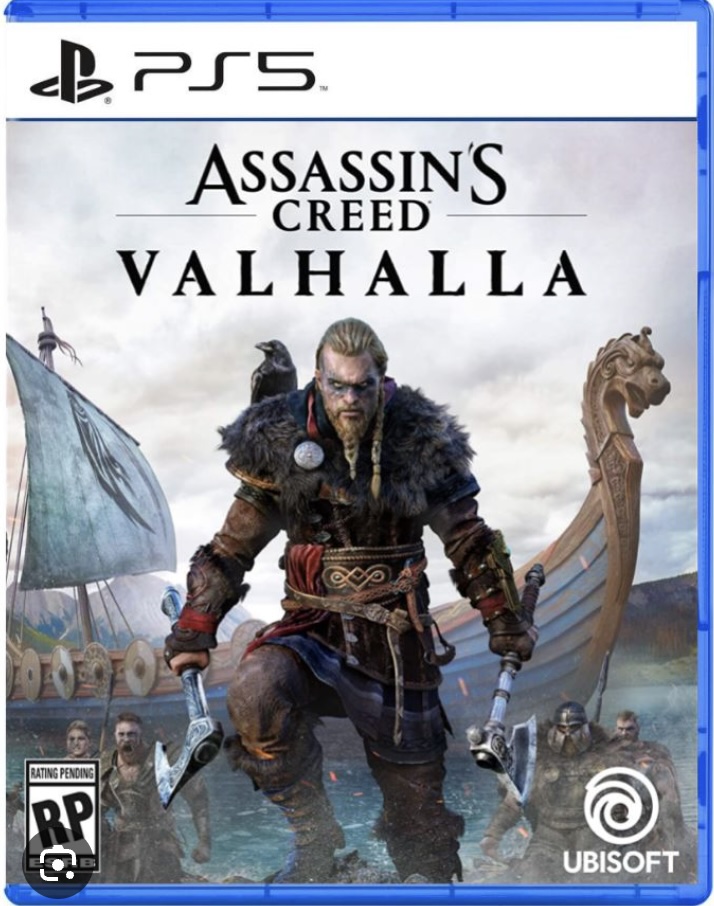 PS5
ASSASSIN'S
CREED
VALHALLA
RATING PENDING
RP
UBISOFT